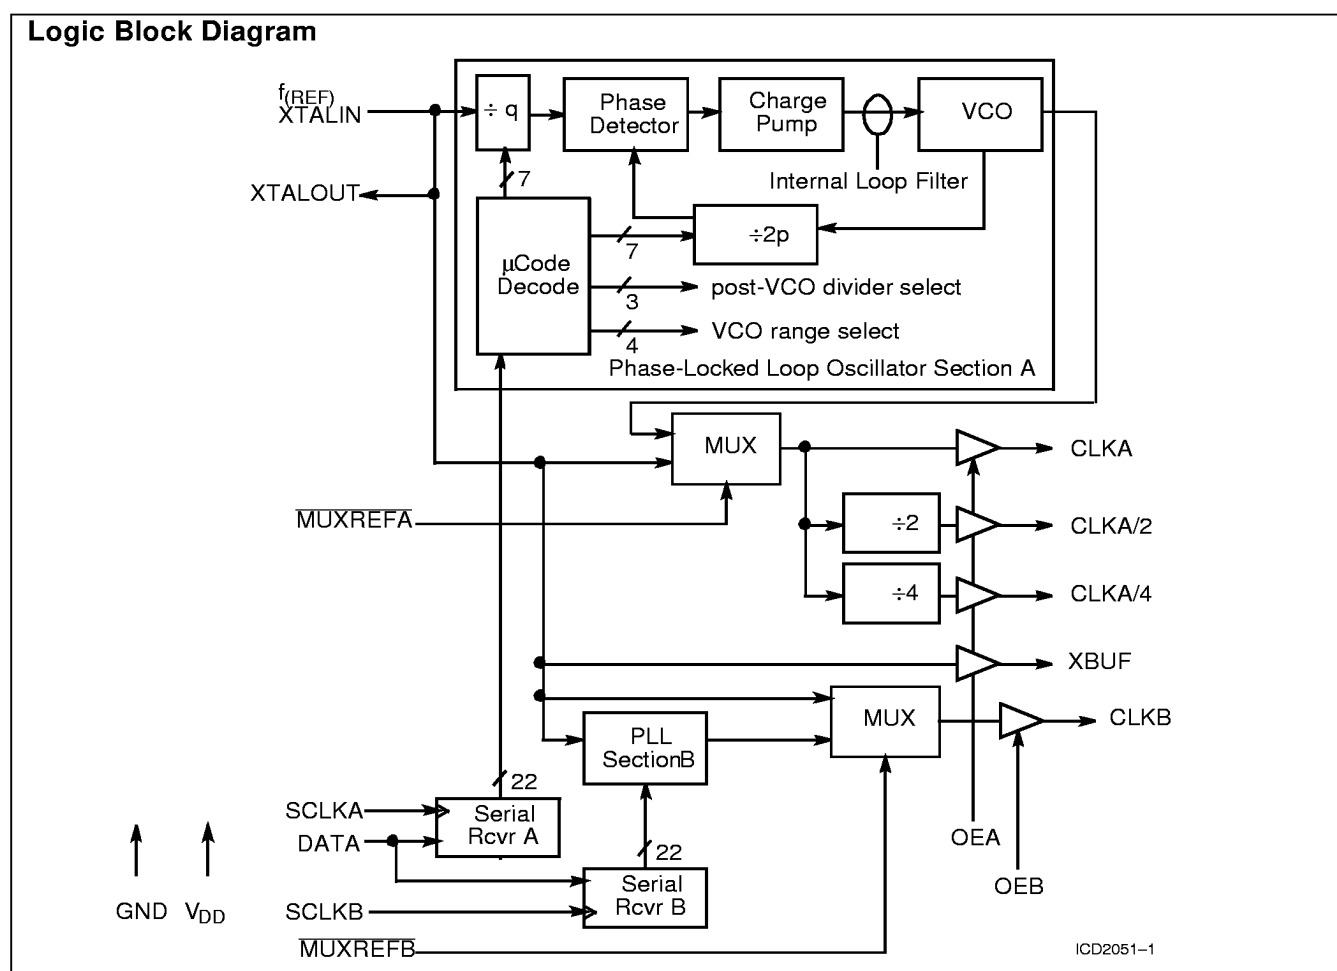 Logic Block Diagram
f(REF)
XTALIN
÷ q
Phase
Detector
Charge
Pump
VCO
7
Internal Loop Filter
XTALOUT
÷2p
7
μCode
Decode
3
post-VCO divider select
4
VCO range select
Phase-Locked Loop Oscillator Section A
MUX
CLKA
MUXREFA
÷2
CLKA/2
÷4
CLKA/4
XBUF
MUX
CLKB
PLL
SectionB
22
SCLKA
Serial
Rcvr A
DATA
OEA
22
OEB
Serial
Rcvr B
GND
VDD
SCLKB
MUXREFB
ICD2051–1